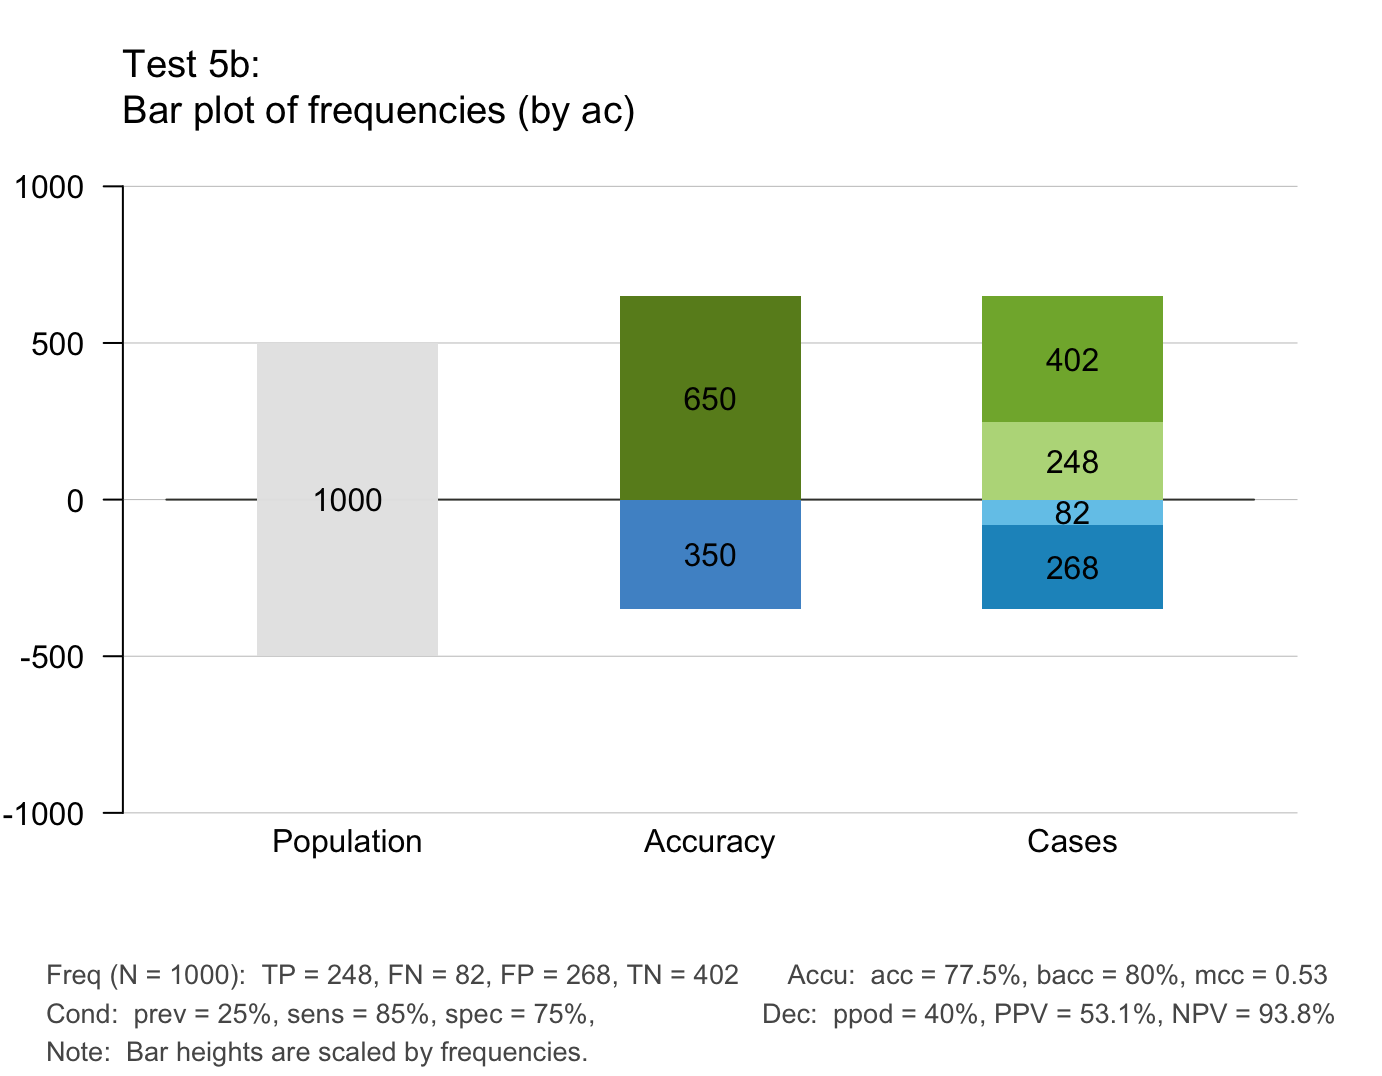 Test 5b:
Bar plot of frequencies (by ac)
1000
500
0
-500
-1000
1000
650
350
402
248
82
268
Population
Accuracy
Cases
Freq (N = 1000):  TP = 248, FN = 82, FP = 268, TN = 402
Accu:  acc = 77.5%, bacc = 80%, mcc = 0.53
Cond:  prev = 25%, sens = 85%, spec = 75%,
Dec:  ppod = 40%, PPV = 53.1%, NPV = 93.8%
Note:  Bar heights are scaled by frequencies.